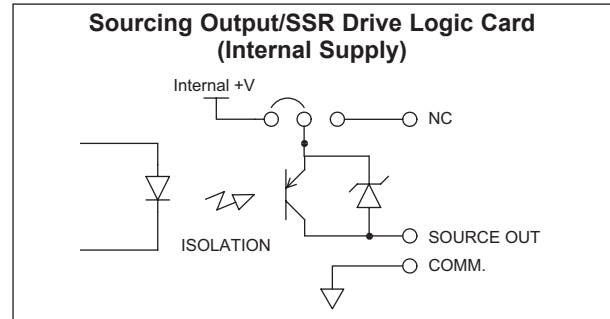 Sourcing Output/SSR Drive Logic Card
(Internal Supply)
Internal +V
NC
ISOLATION
SOURCE OUT
COMM.